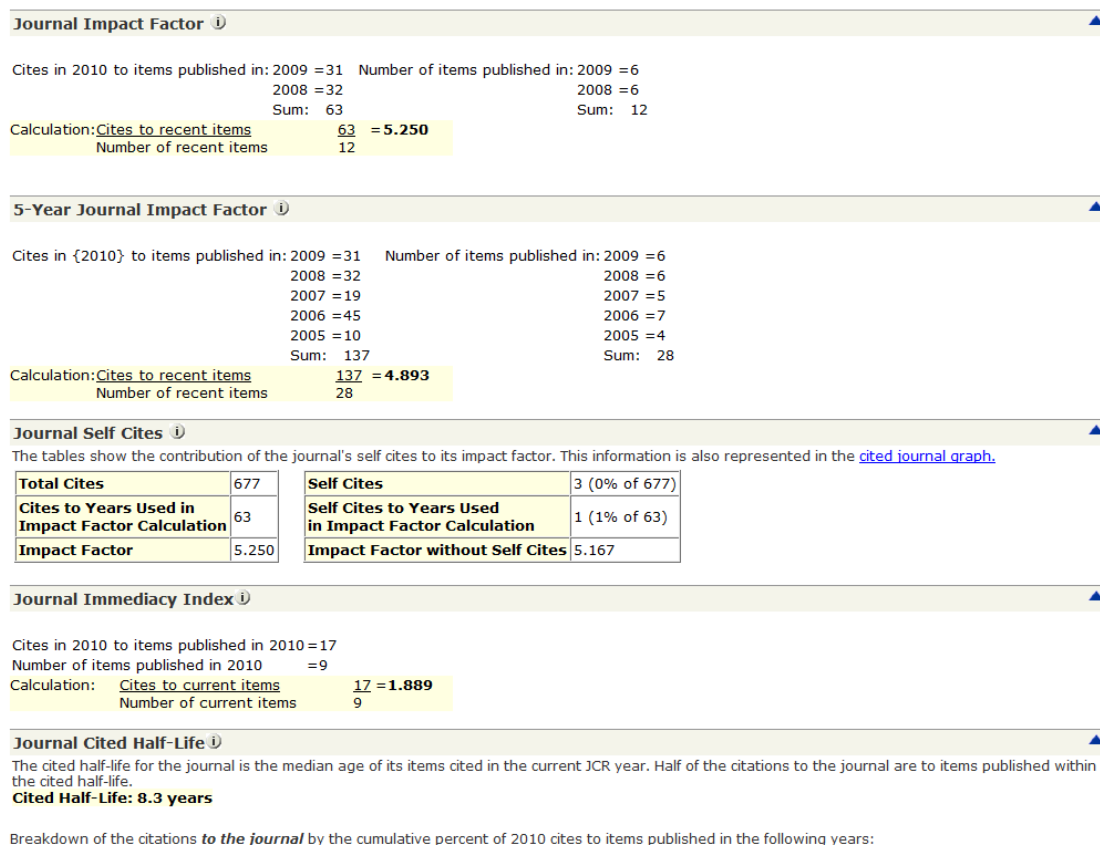 Journal Impact Factor i
Cites in 2010 to items published in: 2009 =31 Number of items published in: 2009 =6
2008 =32 2008 =6
Sum: 63 Sum: 12
Calculation: Cites to recent items 63 =5.250
Number of recent items 12
5-Year Journal Impact Factor i
Cites in {2010} to items published in: 2009 =31 Number of items published in: 2009 =6
2008 =32 2008 =6
2007 =19 2007 =5
2006 =45 2006 =7
2005 =10 2005 =4
Sum: 137 Sum: 28
Calculation: Cites to recent items 137 =4.893
Number of recent items 28
Journal Self Cites i
The tables show the contribution of the journal's self cites to its impact factor. This information is also represented in the cited journal graph.
Total Cites 677 Self Cites 3 (0% of 677)
Cites to Years Used in Impact Factor Calculation 63 Self Cites to Years Used in Impact Factor Calculation 1 (1% of 63)
Impact Factor 5.250 Impact Factor without Self Cites 5.167
Journal Immediacy Index i
Cites in 2010 to items published in 2010 =17
Number of items published in 2010 =9
Calculation: Cites to current items 17 =1.889
Number of current items 9
Journal Cited Half-Life i
The cited half-life for the journal is the median age of its items cited in the current JCR year. Half of the citations to the journal are to items published within
the cited half-life.
Cited Half-Life: 8.3 years
Breakdown of the citations to the journal by the cumulative percent of 2010 cites to items published in the following years: